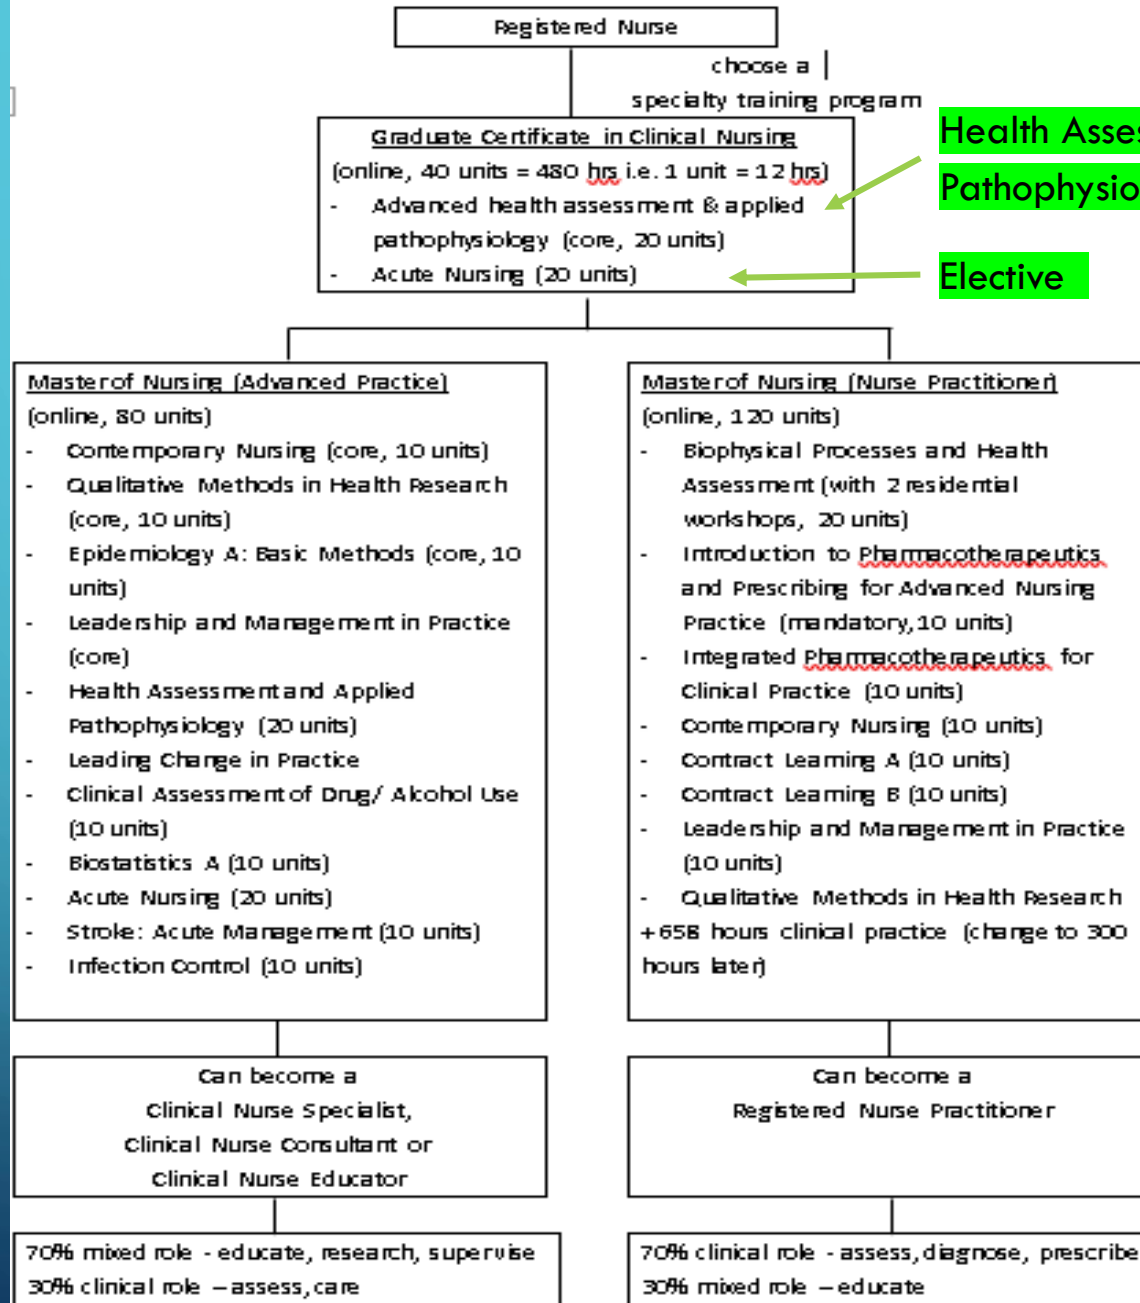 Registered Nurse
choose a
specialty training program
Graduate Certificate in Clinical Nursing
(online, 40 units = 480 hrs i.e. 1 unit = 12 hrs)
- Advanced health assessment & applied
pathophysiology (core, 20 units)
- Acute Nursing (20 units)
Health Asses
Pathophysio
Elective
Master of Nursing (Advanced Practice)
(online, 80 units)
- Contemporary Nursing (core, 10 units)
- Qualitative Methods in Health Research
(core, 10 units)
- Epidemiology A: Basic Methods (core, 10
units)
- Leadership and Management in Practice
(core)
- Health Assessment and Applied
Pathophysiology (20 units)
- Leading Change in Practice
- Clinical Assessment of Drug/ Alcohol Use
(10 units)
- Biostatistics A (10 units)
- Acute Nursing (20 units)
- Stroke: Acute Management (10 units)
- Infection Control (10 units)
Master of Nursing (Nurse Practitioner)
(online, 120 units)
- Biophysical Processes and Health
Assessment (with 2 residential
workshops, 20 units)
- Introduction to Pharmacotherapeutics
and Prescribing for Advanced Nursing
Practice (mandatory, 10 units)
- Integrated Pharmacotherapeutics for
Clinical Practice (10 units)
- Contemporary Nursing (10 units)
- Contract Learning A (10 units)
- Contract Learning B (10 units)
- Leadership and Management in Practice
(10 units)
- Qualitative Methods in Health Research
+ 658 hours clinical practice (change to 300
hours later)
Can become a
Clinical Nurse Specialist,
Clinical Nurse Consultant or
Clinical Nurse Educator
Can become a
Registered Nurse Practitioner
70% mixed role - educate, research, supervise
30% clinical role – assess, care
70% clinical role - assess, diagnose, prescribe
30% mixed role – educate